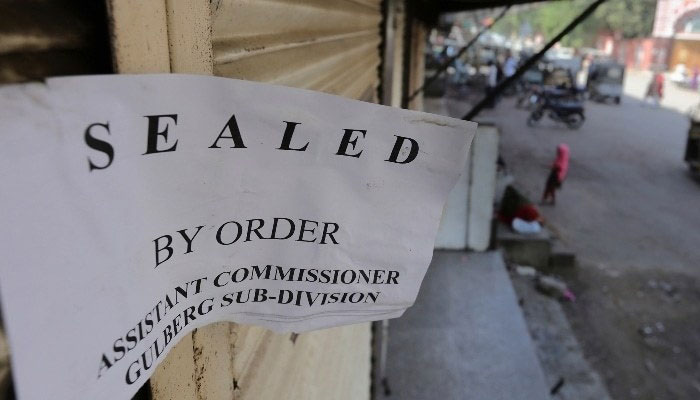 SEALED
BY ORDER
ASSISTANT COMMISSIONER
GULBERG SUB-DIVISION